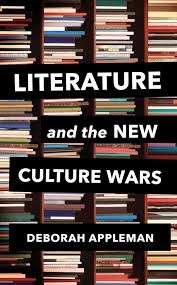 LITERATURE
and the NEW
CULTURE WARS
DEBORAH APPLEMAN